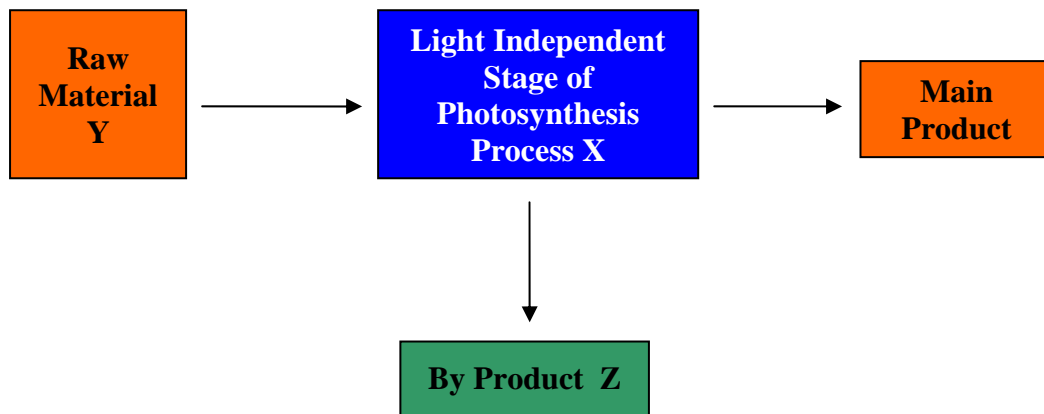 Raw
Material
Y
Light Independent
Stage of
Photosynthesis
Process X
Main
Product
By Product Z